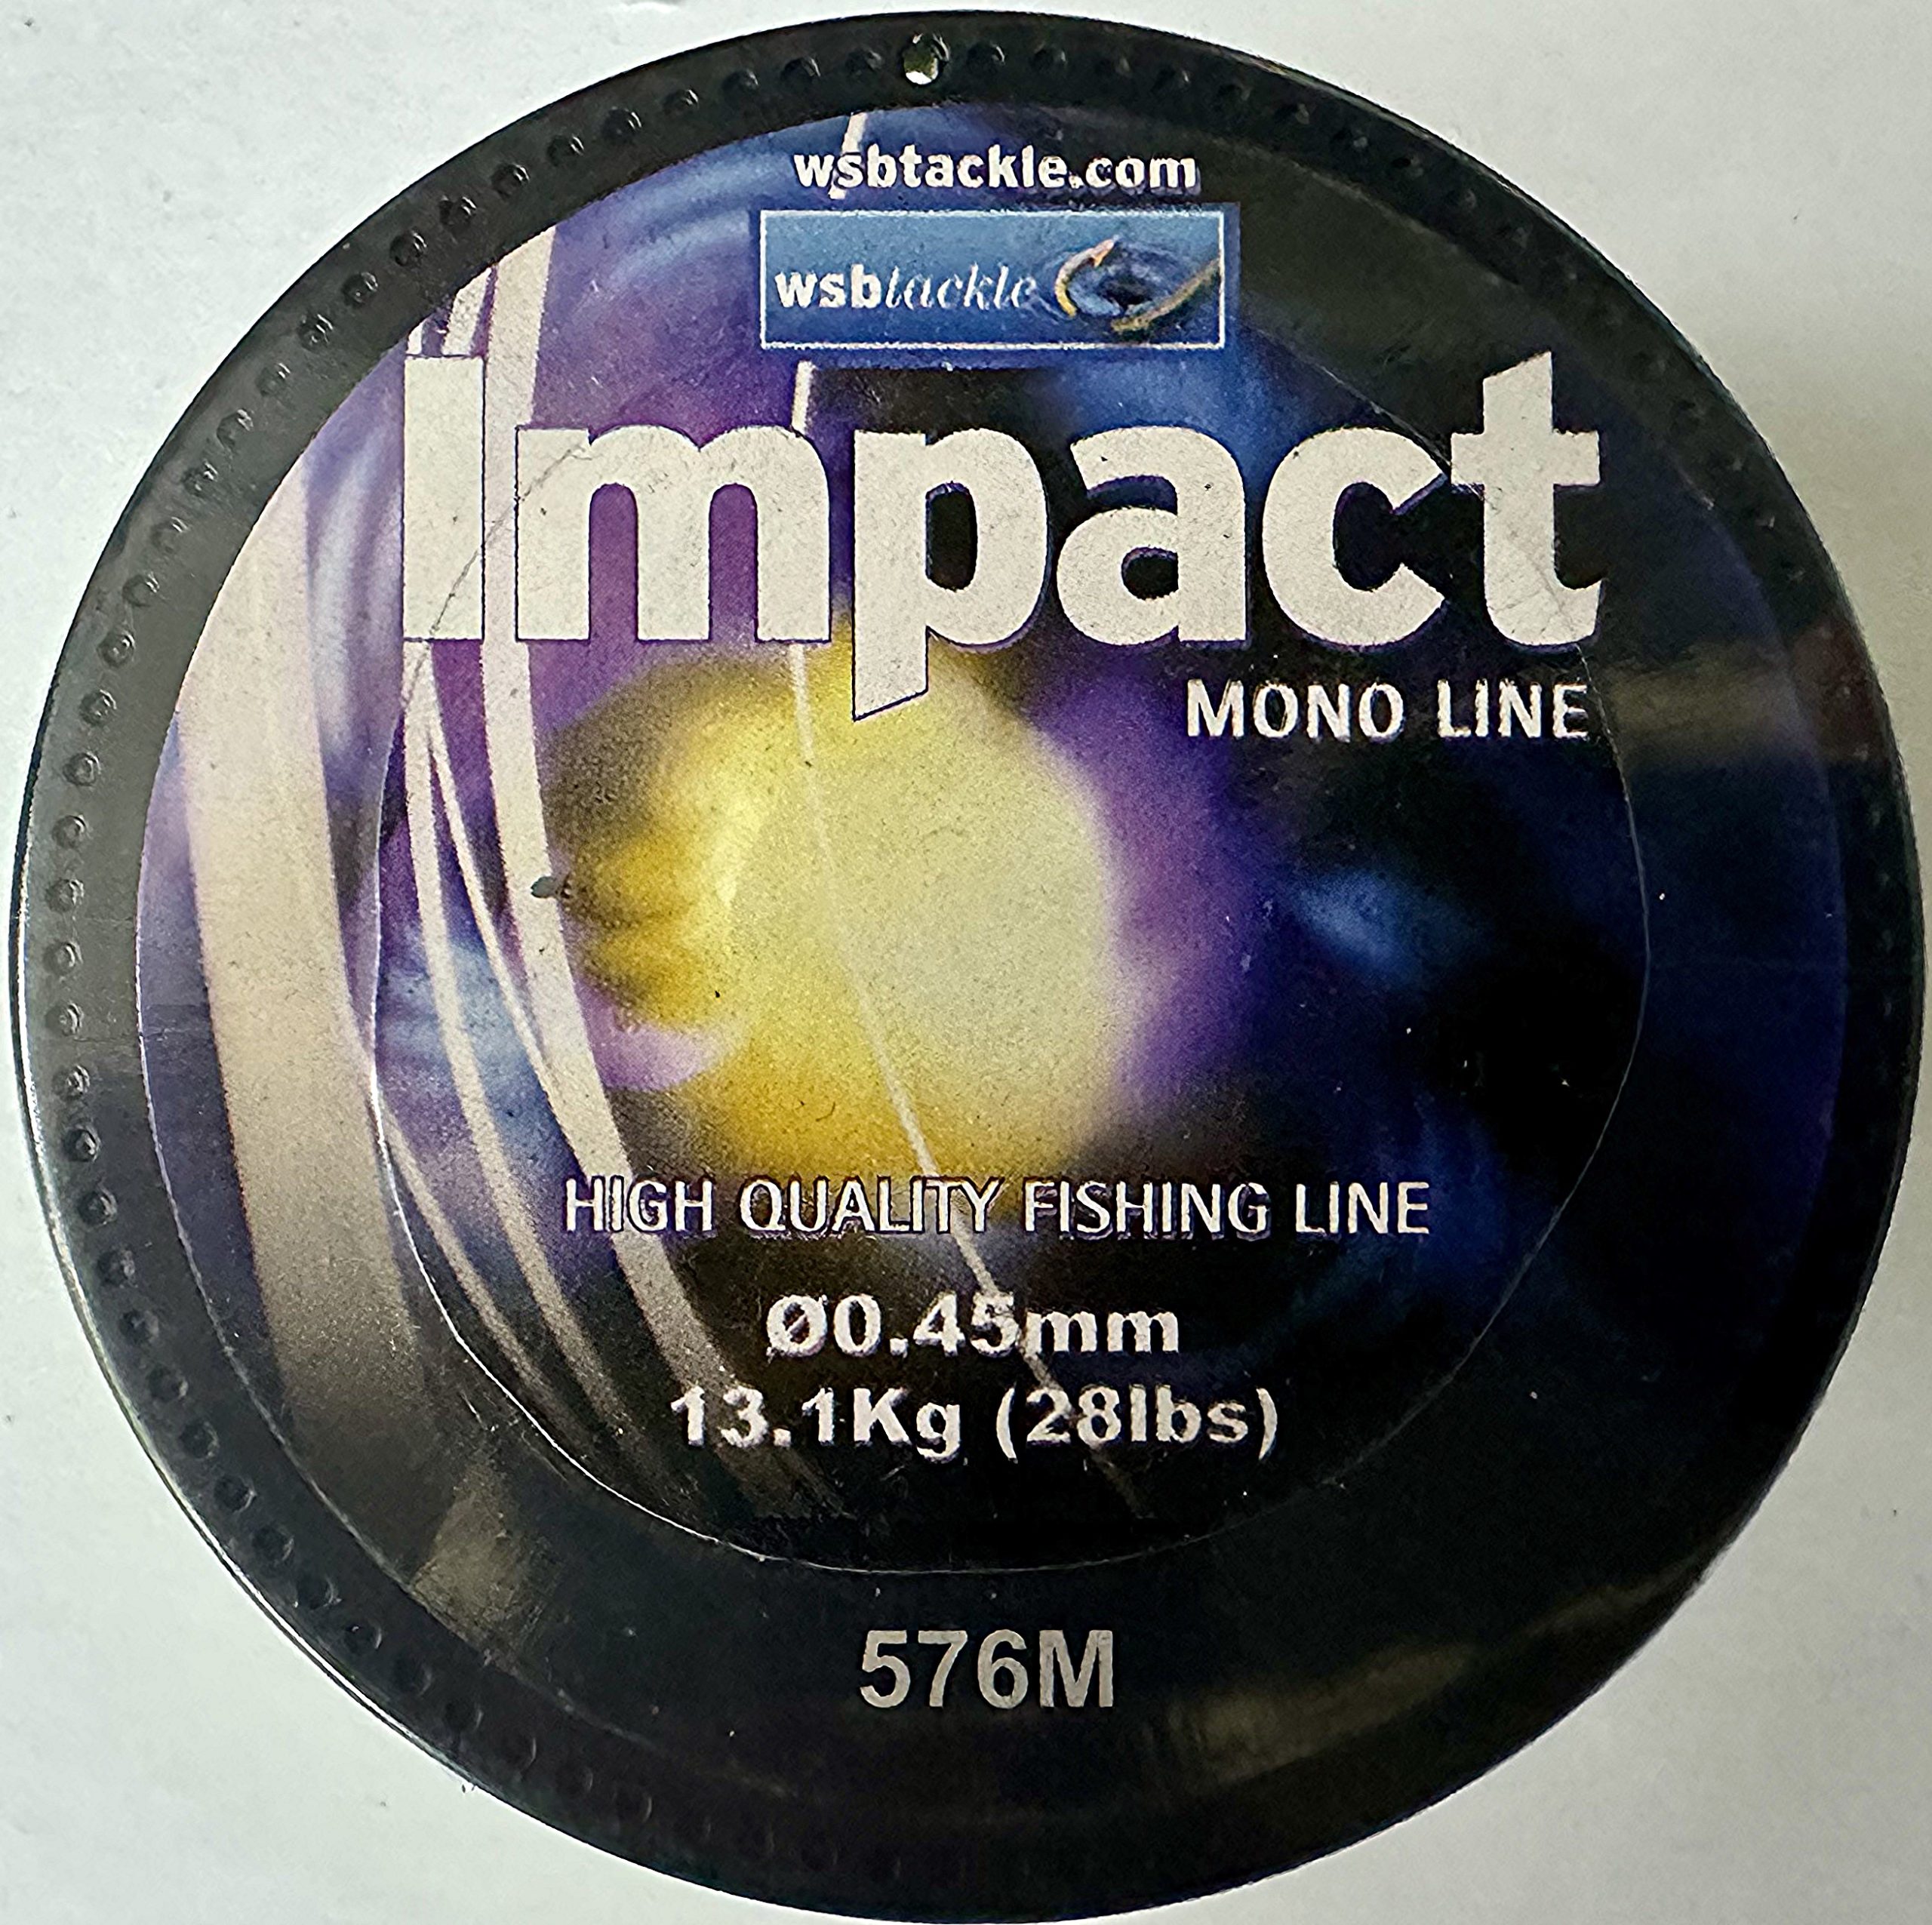 wsbtackle.com
wsbtackle
Impact
MONO LINE
HIGH QUALITY FISHING LINE
Ø0.45mm
13.1Kg (28lbs)
576M